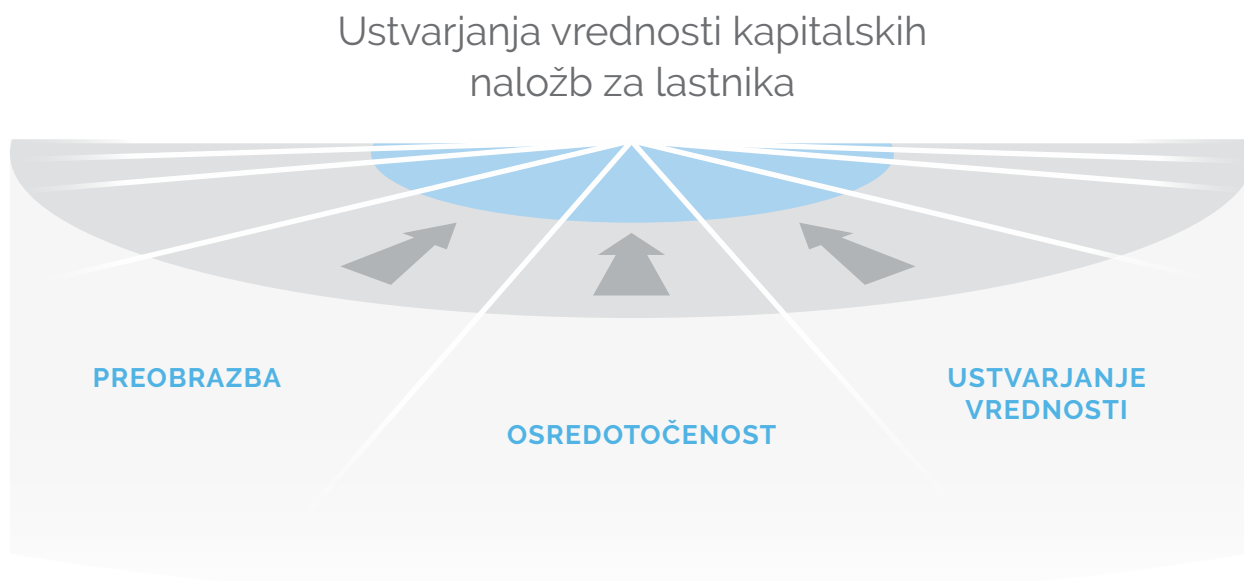 Ustvarjanja vrednosti kapitalskih
naložb za lastnika
PREOBRAZBA
OSREDOTOČENOST
USTVARJANJE
VREDNOSTI